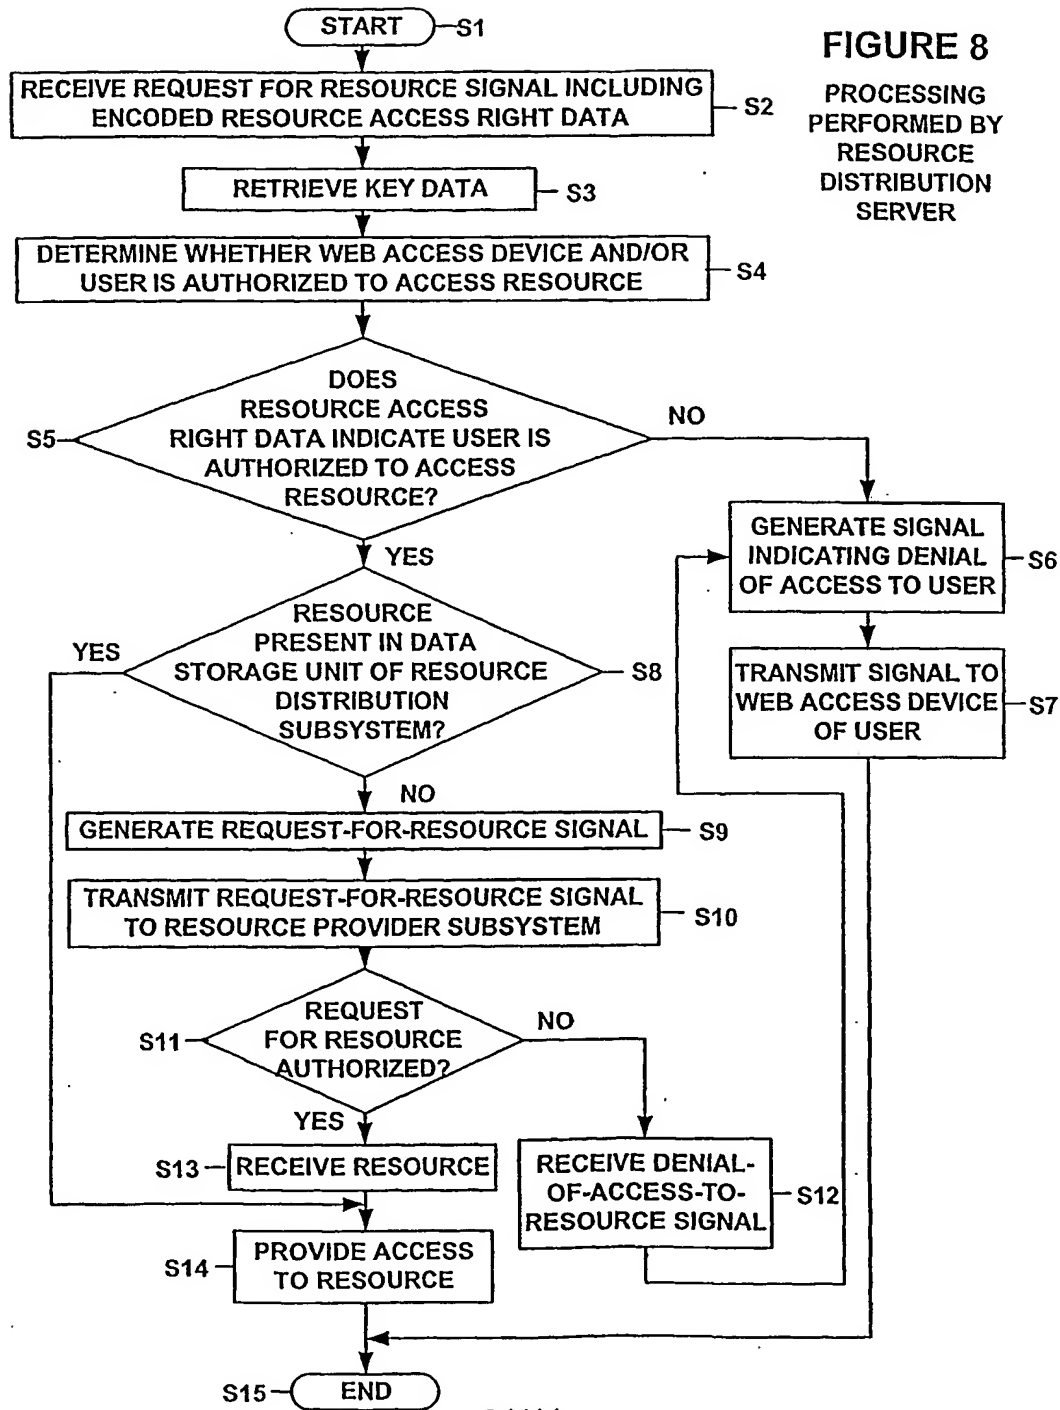 START
S1
FIGURE 8
PROCESSING
PERFORMED BY
RESOURCE
DISTRIBUTION
SERVER
RECEIVE REQUEST FOR RESOURCE SIGNAL INCLUDING
ENCODED RESOURCE ACCESS RIGHT DATA
S2
RETRIEVE KEY DATA
S3
DETERMINE WHETHER WEB ACCESS DEVICE AND/OR
USER IS AUTHORIZED TO ACCESS RESOURCE
S4
DOES
RESOURCE ACCESS
RIGHT DATA INDICATE USER IS
AUTHORIZED TO ACCESS
RESOURCE?
S5
NO
YES
GENERATE SIGNAL
INDICATING DENIAL
OF ACCESS TO USER
S6
TRANSMIT SIGNAL TO
WEB ACCESS DEVICE
OF USER
S7
RESOURCE
PRESENT IN DATA
STORAGE UNIT OF RESOURCE
DISTRIBUTION
SUBSYSTEM?
YES
S8
NO
GENERATE REQUEST-FOR-RESOURCE SIGNAL
S9
TRANSMIT REQUEST-FOR-RESOURCE SIGNAL
TO RESOURCE PROVIDER SUBSYSTEM
S10
REQUEST
FOR RESOURCE
AUTHORIZED?
S11
NO
YES
S13
RECEIVE RESOURCE
RECEIVE DENIAL-
OF-ACCESS-TO-
RESOURCE SIGNAL
S12
S14
PROVIDE ACCESS
TO RESOURCE
S15
END